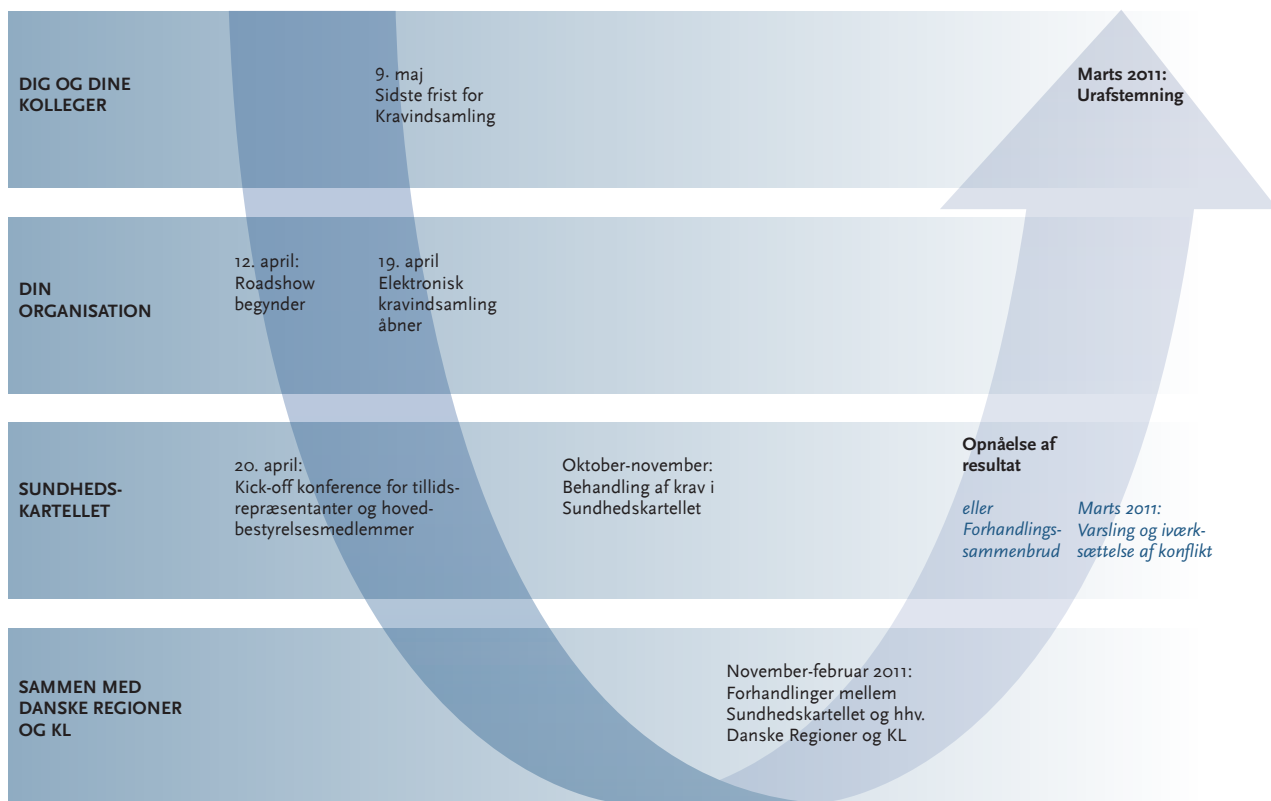 DIG OG DINE
KOLLEGER
9. maj
Sidste frist for
Kravindsamling
Marts 2011:
Urafstemning
DIN
ORGANISATION
12. april:
Roadshow
begynder
19. april
Elektronisk
kravindsamling
åbner
SUNDHEDS-
KARTELLET
20. april:
Kick-off konference for tillids-
repræsentanter og hoved-
bestyrelsesmedlemmer
Oktober-november:
Behandling af krav i
Sundhedskartellet
Opnåelse af
resultat
eller
Forhandlings-
sammenbrud
Marts 2011:
Varsling og iværk-
sættelse af konflikt
SAMMEN MED
DANSKE REGIONER
OG KL
November-februar 2011:
Forhandlinger mellem
Sundhedskartellet og hhv.
Danske Regioner og KL